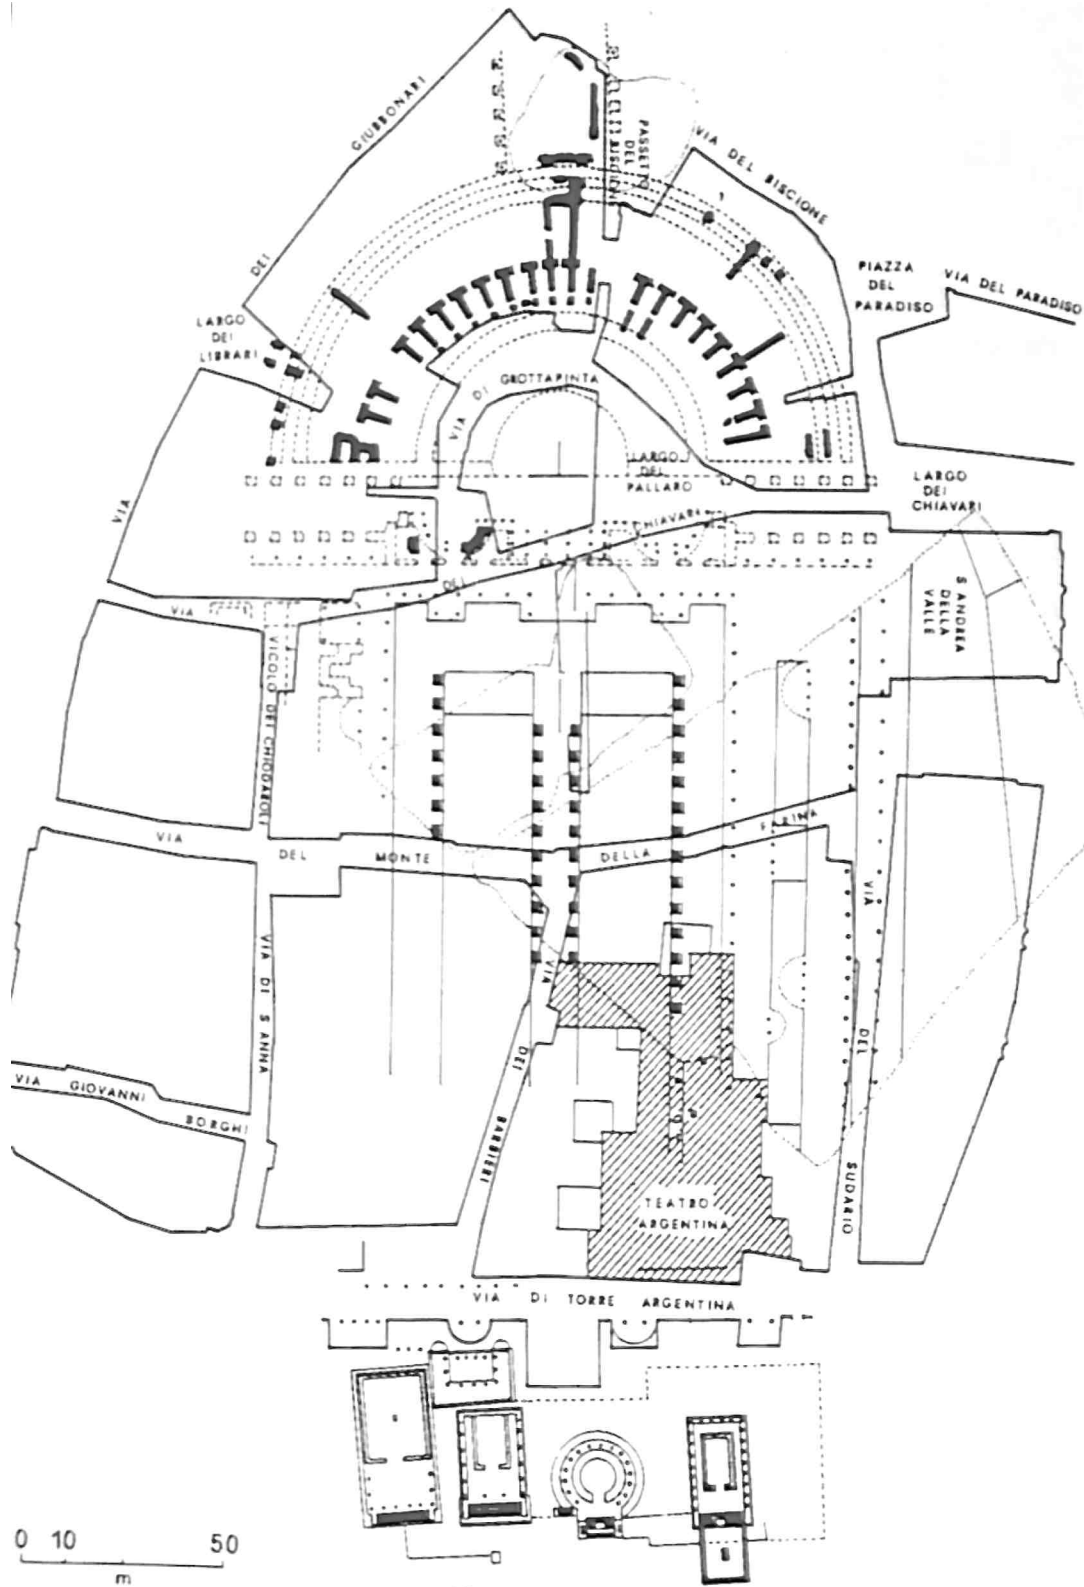 GIUBBONARI
DEI
VIA
PASSETO
DEL
BISCIONE
VIA DEL BISCIONE
1
PIAZZA
DEL
PARADISO
VIA DEL PARADISO
LARGO
DEI
LIBRARI
VIA DI GROTTAPINTA
LARGO
DEL
PALLARO
LARGO
DEI
CHIAVARI
VIA DEL CHIAVARI
S ANDREA
DELLA
VALLE
VICOLO DEI CHIODAROLI
VIA DEL MONTE DELLA FARINA
VIA DI S ANNA
VIA DEI BARBIERI
VIA DEL SUDARIO
VIA GIOVANNI BORGHI
TEATRO
ARGENTINA
VIA DI TORRE ARGENTINA
0 10 50
m